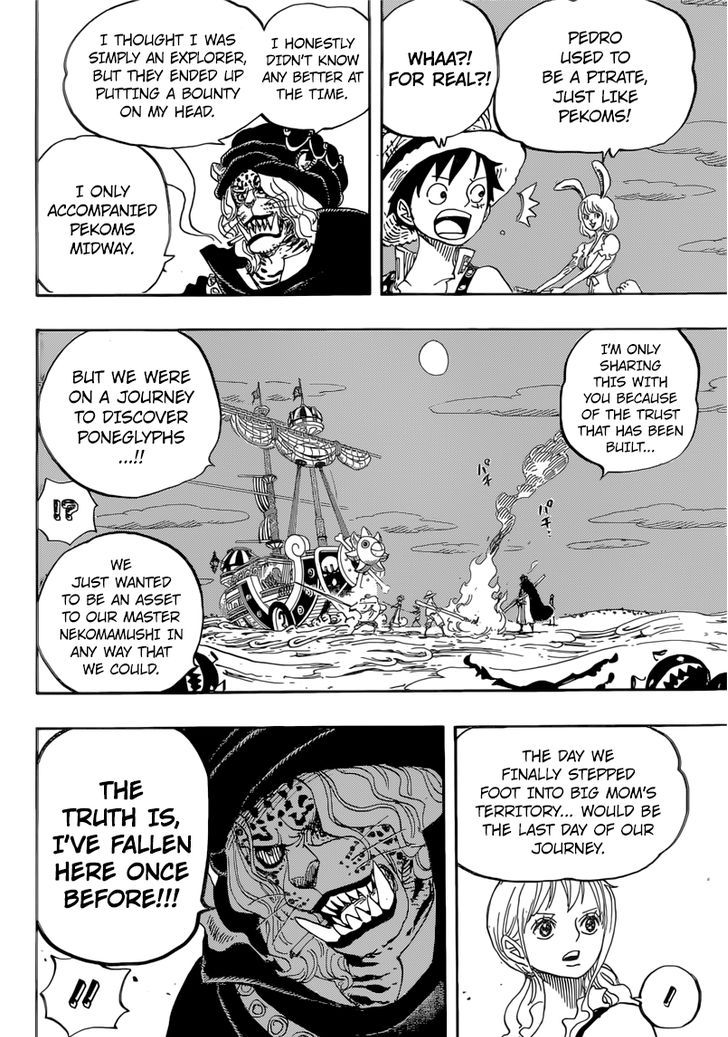 PEDRO
USED TO
BE A PIRATE,
JUST LIKE
PEKOMS!
WHAA?!
FOR REAL?!
I HONESTLY
DIDN'T KNOW
ANY BETTER AT
THE TIME.
I THOUGHT I WAS
SIMPLY AN EXPLORER,
BUT THEY ENDED UP
PUTTING A BOUNTY
ON MY HEAD.
I ONLY
ACCOMPANIED
PEKOMS
MIDWAY.
I'M ONLY
SHARING
THIS WITH
YOU BECAUSE
OF THE TRUST
THAT HAS BEEN
BUILT...
パチ
パチ
BUT WE WERE
ON A JOURNEY
TO DISCOVER
PONEGLYPHS
...!!
!?
WE
JUST WANTED
TO BE AN ASSET
TO OUR MASTER
NEKOMAMUSHI IN
ANY WAY THAT
WE COULD.
THE DAY WE
FINALLY STEPPED
FOOT INTO BIG MOM'S
TERRITORY... WOULD BE
THE LAST DAY OF OUR
JOURNEY.
!
THE
TRUTH IS,
I'VE FALLEN
HERE ONCE
BEFORE!!!
!!